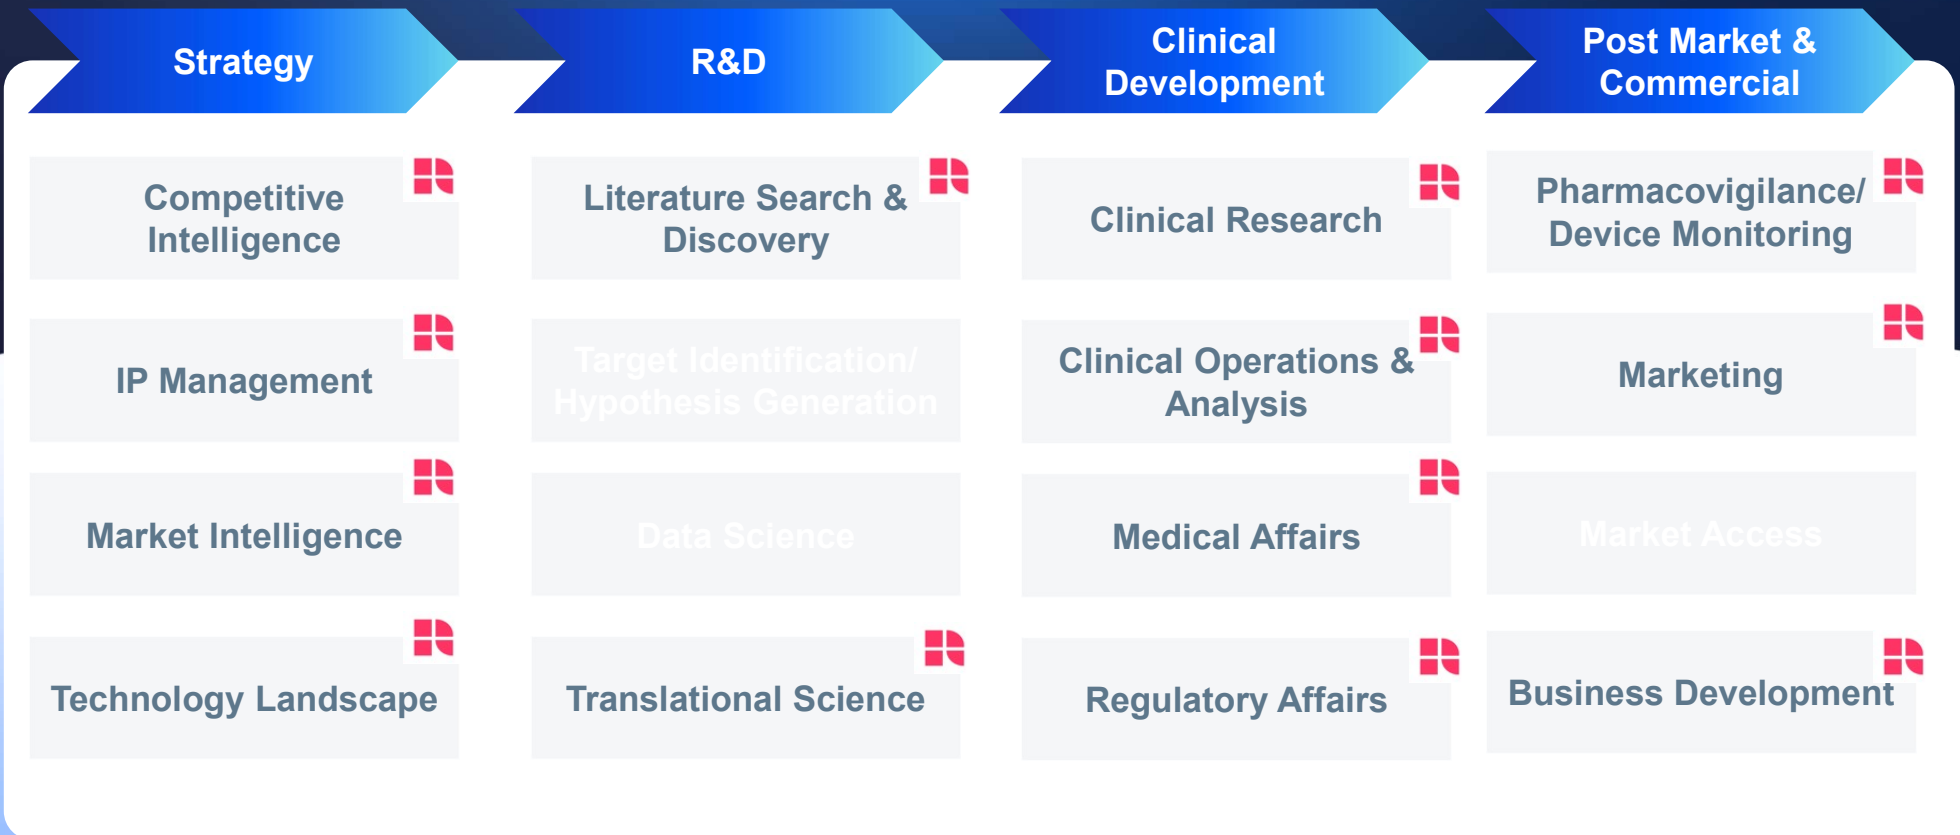 Strategy
R&D
Clinical
Development
Post Market &
Commercial
Competitive
Intelligence
Literature Search &
Discovery
Clinical Research
Pharmacovigilance/
Device Monitoring
IP Management
Target Identification/
Hypothesis Generation
Clinical Operations &
Analysis
Marketing
Market Intelligence
Data Science
Medical Affairs
Market Access
Technology Landscape
Translational Science
Regulatory Affairs
Business Development